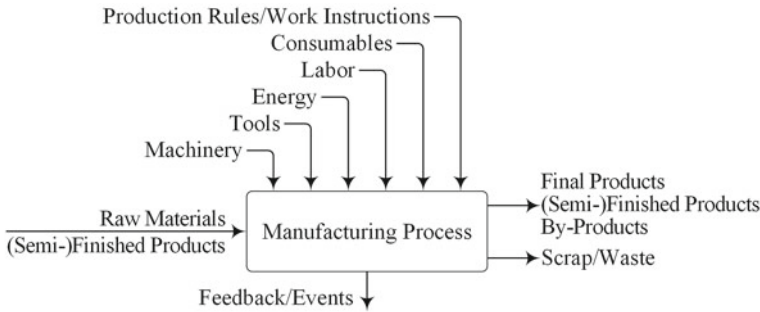 Production Rules/Work Instructions
Consumables
Labor
Energy
Tools
Machinery
Raw Materials
(Semi-)Finished Products
Manufacturing Process
Final Products
(Semi-)Finished Products
By-Products
Scrap/Waste
Feedback/Events